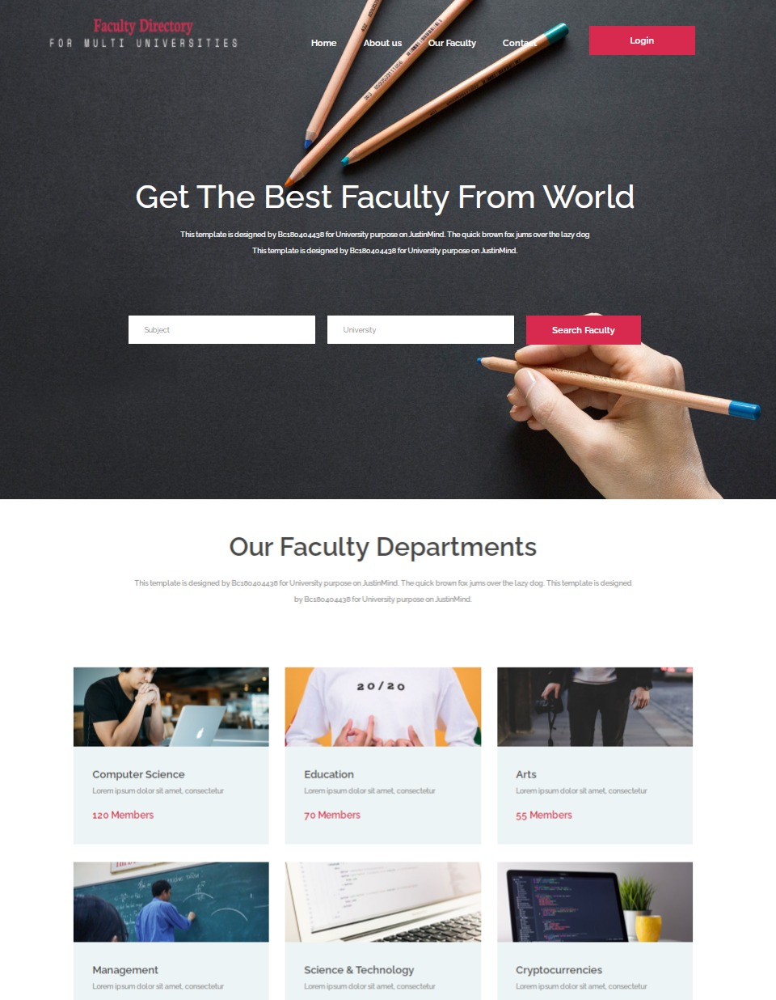 Faculty Directory
FOR MULTI UNIVERSITIES
Home
About us
Our Faculty
Contact
Login
Get The Best Faculty From World
This template is designed by Bc180404438 for University purpose on JustinMind. The quick brown fox jums over the lazy dog
This template is designed by Bc180404438 for University purpose on JustinMind.
Subject
University
Search Faculty
Our Faculty Departments
This template is designed by Bc180404438 for University purpose on JustinMind. The quick brown fox jums over the lazy dog. This template is designed
by Bc180404438 for University purpose on JustinMind.
20/20
Computer Science
Lorem ipsum dolor sit amet, consectetur
120 Members
Education
Lorem ipsum dolor sit amet, consectetur
70 Members
Arts
Lorem ipsum dolor sit amet, consectetur
55 Members
Management
Lorem ipsum dolor sit amet, consectetur
Science & Technology
Lorem ipsum dolor sit amet, consectetur
Cryptocurrencies
Lorem ipsum dolor sit amet, consectetur